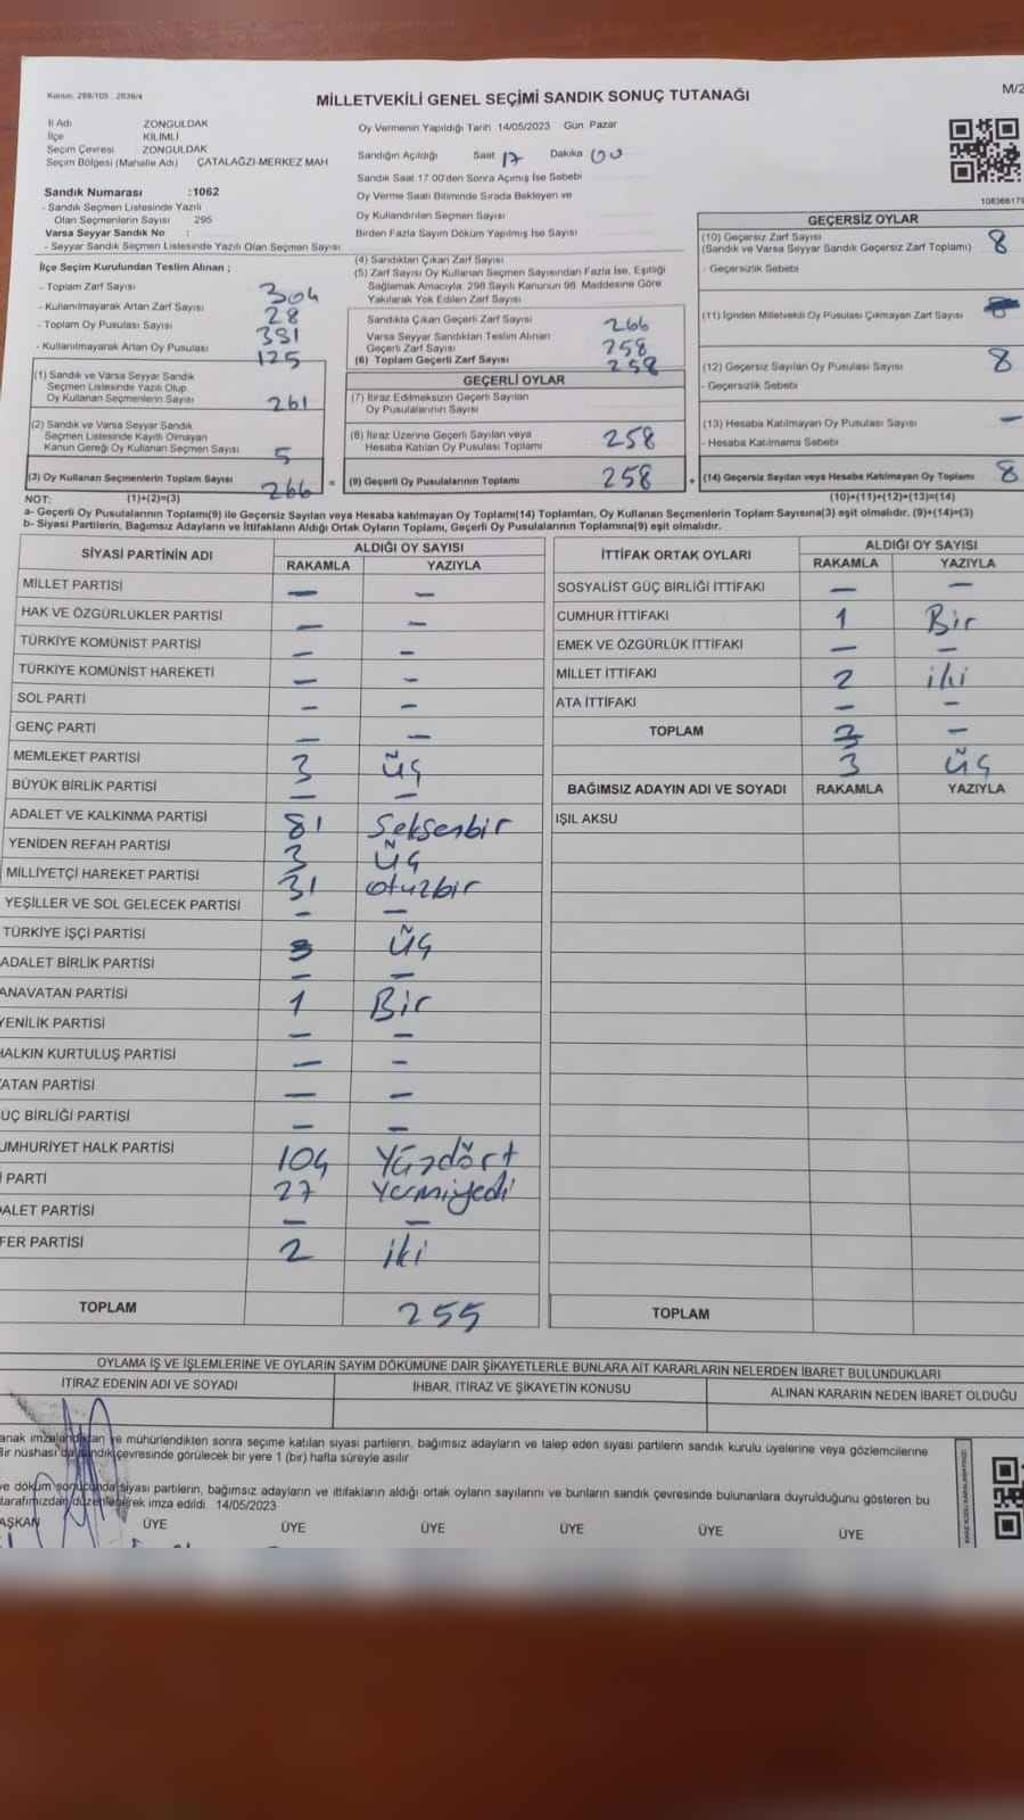 MİLLETVEKİLİ GENEL SEÇİMİ SANDIK SONUÇ TUTANAĞI
M/2
İl Adı ZONGULDAK
İlçe KİLİMLİ
Seçim Çevresi ZONGULDAK
Seçim Bölgesi (Mahalle Adı) ÇATALAĞZI-MERKEZ MAH
Sandık Numarası :1062
- Sandık Seçmen Listesinde Yazılı
Olan Seçmenlerin Sayısı 295
Varsa Seyyar Sandık No :
- Seyyar Sandık Seçmen Listesinde Yazılı Olan Seçmen Sayısı
Oy Vermenin Yapıldığı Tarih 14/05/2023 Gün Pazar
Sandığın Açıldığı Saat 17 Dakika 00
Sandık Saat 17:00'den Sonra Açımış İse Sebebi
Oy Verme Saati Bitiminde Sırada Bekleyen ve
Oy Kullandırılan Seçmen Sayısı
Birden Fazla Sayım Döküm Yapılmış İse Sayısı
İlçe Seçim Kurulundan Teslim Alınan ;
- Toplam Zarf Sayısı 304
- Kullanılmayarak Artan Zarf Sayısı 28
- Toplam Oy Pusulası Sayısı 381
- Kullanılmayarak Artan Oy Pusulası 125
(1) Sandık ve Varsa Seyyar Sandık
Seçmen Listesinde Yazılı Olup
Oy Kullanan Seçmenlerin Sayısı 261
(2) Sandık ve Varsa Seyyar Sandık
Seçmen Listesinde Kayıtlı Olmayan
Kanun Gereği Oy Kullanan Seçmen Sayısı 5
(3) Oy Kullanan Seçmenlerin Toplam Sayısı 266
(4) Sandıktan Çıkan Zarf Sayısı
(5) Zarf Sayısı Oy Kullanan Seçmen Sayısından Fazla İse, Eşitliği
Sağlamak Amacıyla, 298 Sayılı Kanunun 98. Maddesine Göre
Yakılarak Yok Edilen Zarf Sayısı
Sandıkta Çıkan Geçerli Zarf Sayısı 266
Varsa Seyyar Sandıktan Teslim Alınan
Geçerli Zarf Sayısı 258
(6) Toplam Geçerli Zarf Sayısı 258
GEÇERLİ OYLAR
(7) İtiraz Edilmeksizin Geçerli Sayılan
Oy Pusulalarının Sayısı
(8) İtiraz Üzerine Geçerli Sayılan veya
Hesaba Katılan Oy Pusulası Toplamı 258
= (9) Geçerli Oy Pusulalarının Toplamı 258
GEÇERSİZ OYLAR
(10) Geçersiz Zarf Sayısı 8
(Sandık ve Varsa Seyyar Sandık Geçersiz Zarf Toplamı)
- Geçersizlik Sebebi
(11) İçinden Milletvekili Oy Pusulası Çıkmayan Zarf Sayısı
(12) Geçersiz Sayılan Oy Pusulası Sayısı 8
- Geçersizlik Sebebi
(13) Hesaba Katılmayan Oy Pusulası Sayısı -
- Hesaba Katılmama Sebebi
+ (14) Geçersiz Sayılan veya Hesaba Katılmayan Oy Toplamı 8
NOT: (1)+(2)=(3)
(10)+(11)+(12)+(13)=(14)
a- Geçerli Oy Pusulalarının Toplamı(9) ile Geçersiz Sayılan veya Hesaba katılmayan Oy Toplamı(14) Toplamları, Oy Kullanan Seçmenlerin Toplam Sayısına(3) eşit olmalıdır. (9)+(14)=(3)
b- Siyasi Partilerin, Bağımsız Adayların ve İttifakların Aldığı Ortak Oyların Toplamı, Geçerli Oy Pusulalarının Toplamına(9) eşit olmalıdır.
SİYASİ PARTİNİN ADI ALDIĞI OY SAYISI
RAKAMLA YAZIYLA
MİLLET PARTİSİ - -
HAK VE ÖZGÜRLÜKLER PARTİSİ - -
TÜRKİYE KOMÜNİST PARTİSİ - -
TÜRKİYE KOMÜNİST HAREKETİ - -
SOL PARTİ - -
GENÇ PARTİ - -
MEMLEKET PARTİSİ 3 üç
BÜYÜK BİRLİK PARTİSİ - -
ADALET VE KALKINMA PARTİSİ 81 Seksenbir
YENİDEN REFAH PARTİSİ 3 üç
MİLLİYETÇİ HAREKET PARTİSİ 31 otuzbir
YEŞİLLER VE SOL GELECEK PARTİSİ - -
TÜRKİYE İŞÇİ PARTİSİ 3 üç
ADALET BİRLİK PARTİSİ - -
ANAVATAN PARTİSİ 1 Bir
YENİLİK PARTİSİ - -
HALKIN KURTULUŞ PARTİSİ - -
ATAN PARTİSİ - -
ÜÇ BİRLİĞİ PARTİSİ - -
UMHURİYET HALK PARTİSİ 104 Yüzdört
İ PARTİ 27 Yirmiyedi
ALET PARTİSİ - -
FER PARTİSİ 2 iki
TOPLAM 255
İTTİFAK ORTAK OYLARI ALDIĞI OY SAYISI
RAKAMLA YAZIYLA
SOSYALİST GÜÇ BİRLİĞİ İTTİFAKI - -
CUMHUR İTTİFAKI 1 Bir
EMEK VE ÖZGÜRLÜK İTTİFAKI - -
MİLLET İTTİFAKI 2 iki
ATA İTTİFAKI - -
TOPLAM 3 -
3 üç
BAĞIMSIZ ADAYIN ADI VE SOYADI RAKAMLA YAZIYLA
IŞIL AKSU
TOPLAM
OYLAMA İŞ VE İŞLEMLERİNE VE OYLARIN SAYIM DÖKÜMÜNE DAİR ŞİKAYETLERLE BUNLARA AİT KARARLARIN NELERDEN İBARET BULUNDUKLARI
İTİRAZ EDENİN ADI VE SOYADI İHBAR, İTİRAZ VE ŞİKAYETİN KONUSU ALINAN KARARIN NEDEN İBARET OLDUĞU
anak imzalandıktan ve mühürlendikten sonra seçime katılan siyasi partilerin, bağımsız adayların ve talep eden siyasi partilerin sandık kurulu üyelerine veya gözlemcilerine
Bir nüshası da sandık çevresinde görülecek bir yere 1 (bir) hafta süreyle asılır
ve döküm sonucunda siyasi partilerin, bağımsız adayların ve ittifakların aldığı ortak oyların sayılarını ve bunların sandık çevresinde bulunanlara duyrulduğunu gösteren bu
tarafımızdan düzenlenerek imza edildi. 14/05/2023
AŞKAN ÜYE ÜYE ÜYE ÜYE ÜYE ÜYE